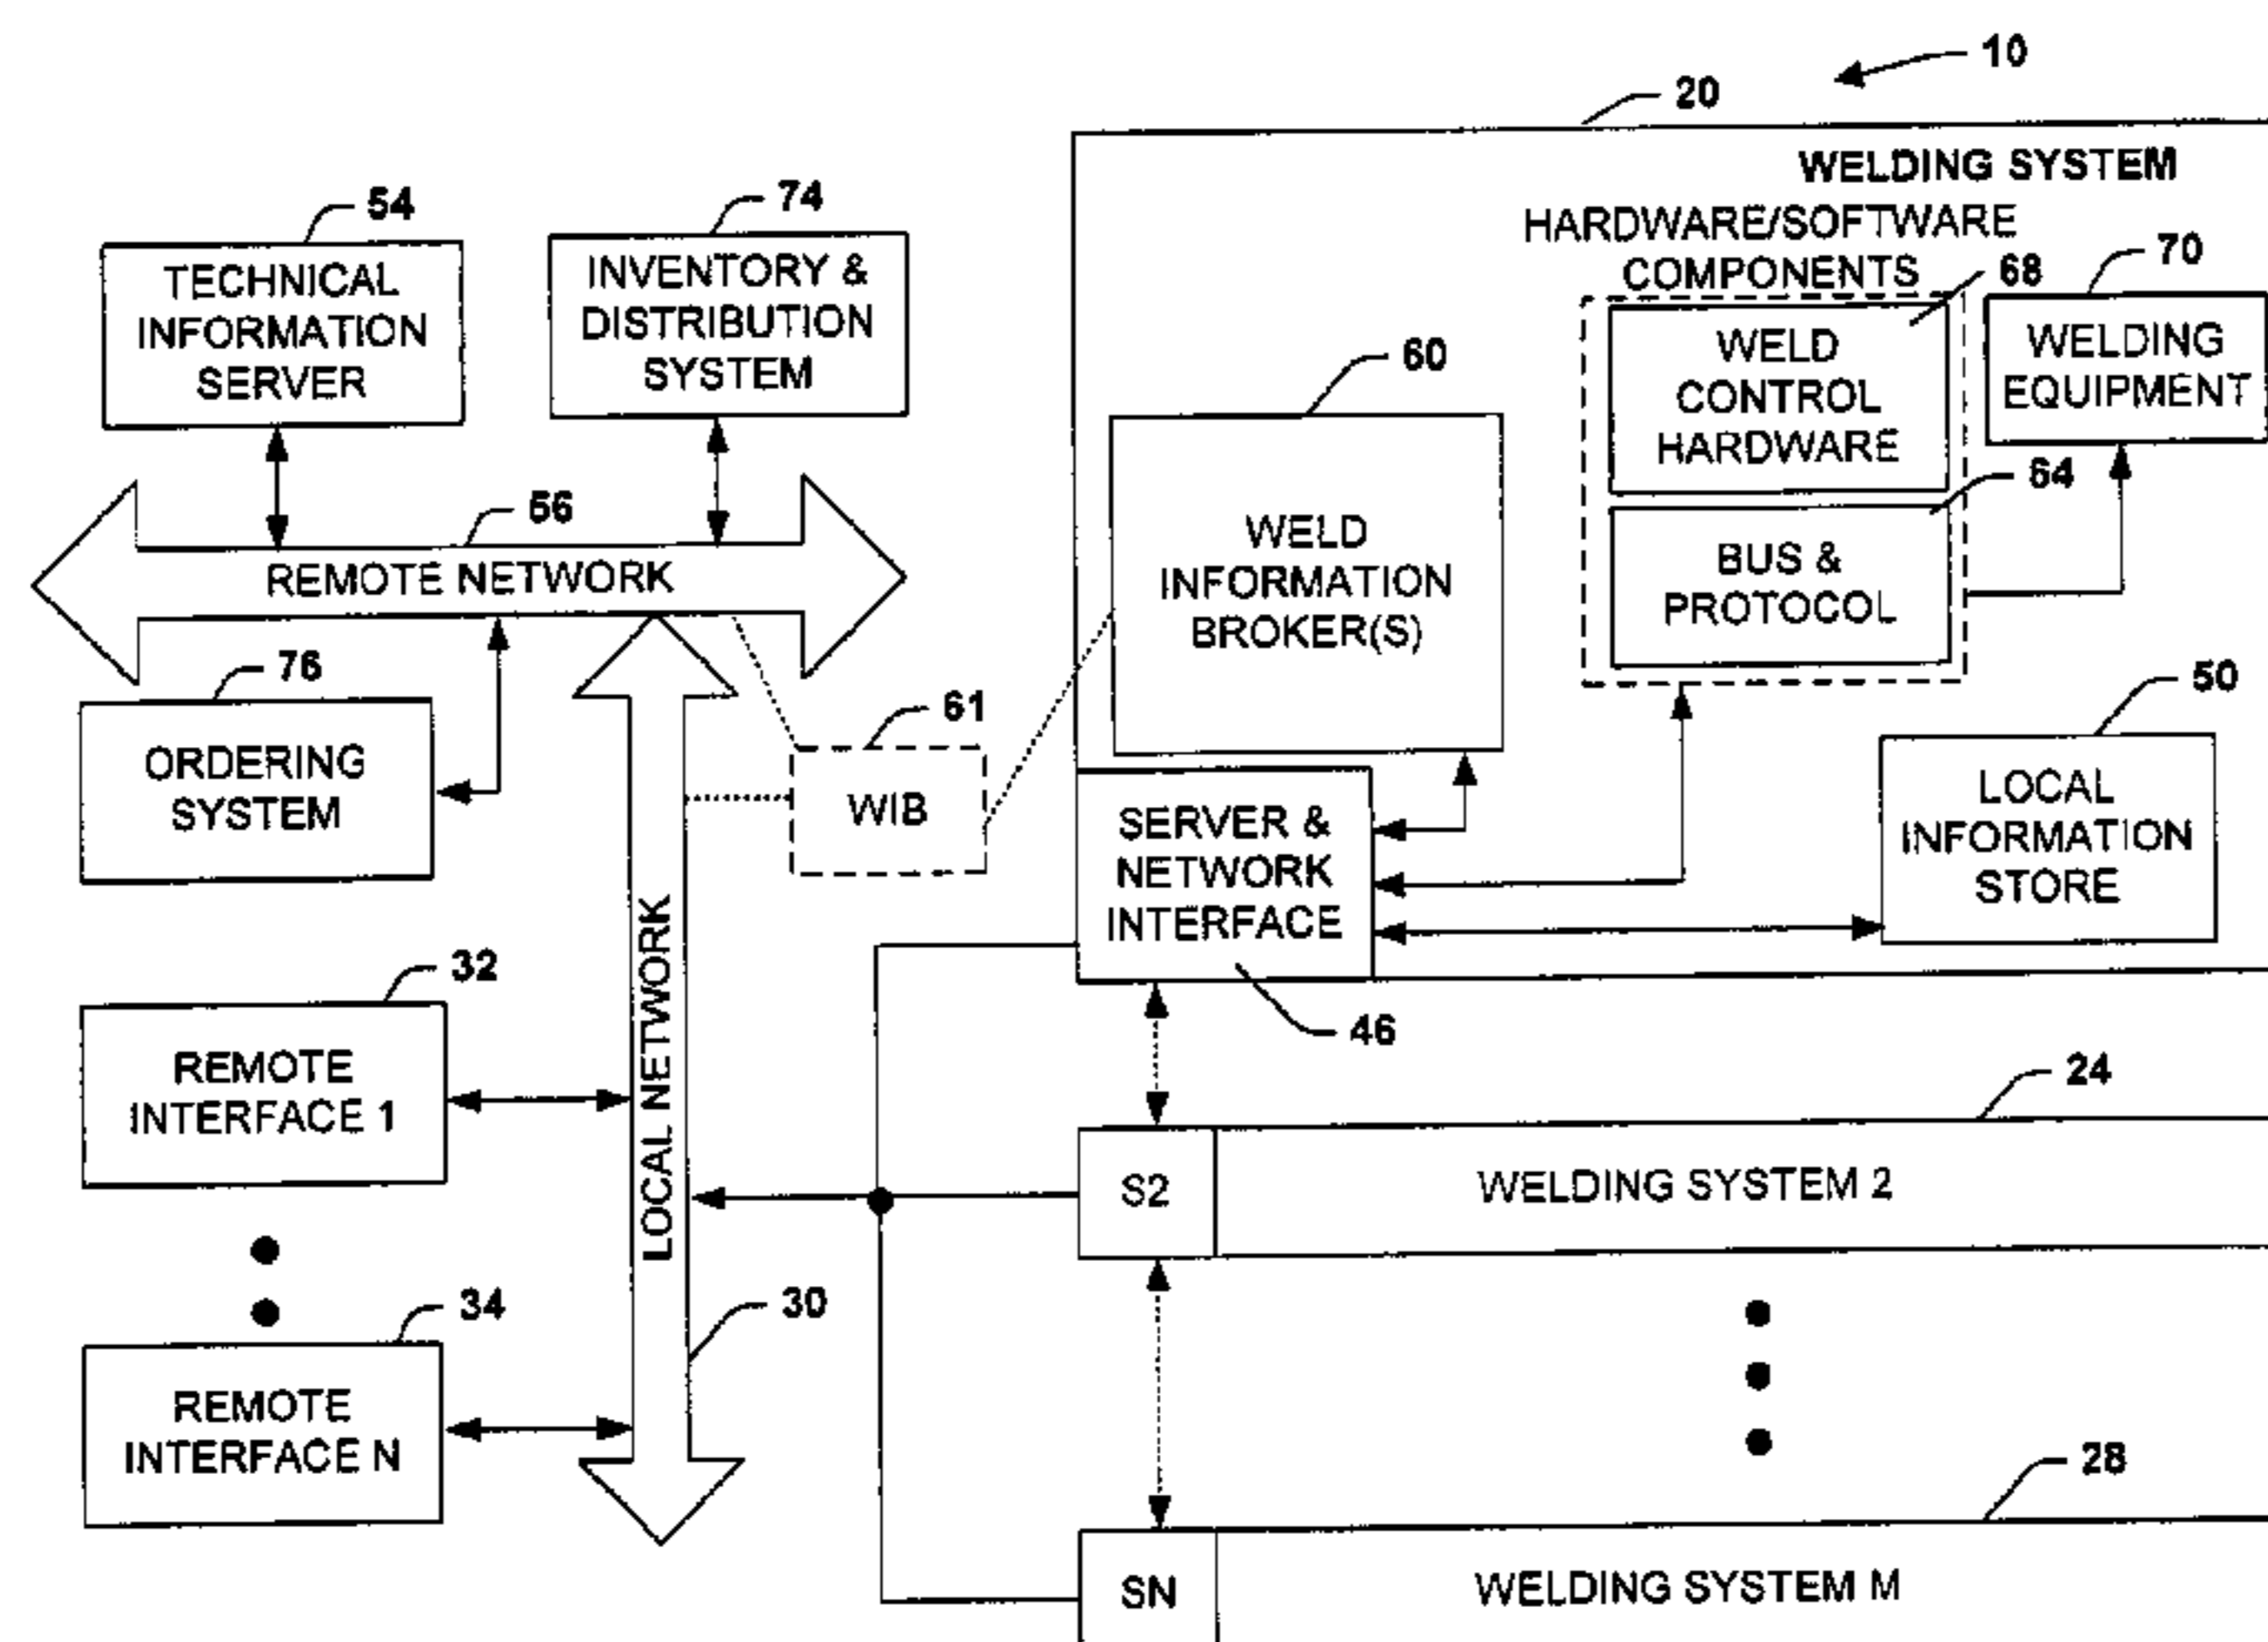 10
20
WELDING SYSTEM
HARDWARE/SOFTWARE
COMPONENTS
54
TECHNICAL
INFORMATION
SERVER
74
INVENTORY &
DISTRIBUTION
SYSTEM
60
WELD
INFORMATION
BROKER(S)
68
WELD
CONTROL
HARDWARE
70
WELDING
EQUIPMENT
64
BUS &
PROTOCOL
56
REMOTE NETWORK
76
ORDERING
SYSTEM
61
WIB
SERVER &
NETWORK
INTERFACE
46
50
LOCAL
INFORMATION
STORE
32
REMOTE
INTERFACE 1
LOCAL NETWORK
30
34
REMOTE
INTERFACE N
24
S2
WELDING SYSTEM 2
28
SN
WELDING SYSTEM M